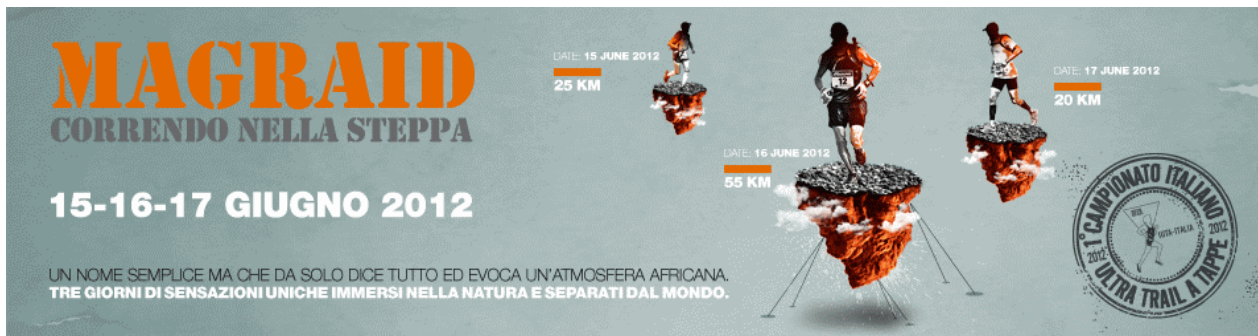 MAGRAID
CORRENDO NELLA STEPPA
15-16-17 GIUGNO 2012
UN NOME SEMPLICE MA CHE DA SOLO DICE TUTTO ED EVOCA UN'ATMOSFERA AFRICANA.
TRE GIORNI DI SENSAZIONI UNICHE IMMERSI NELLA NATURA E SEPARATI DAL MONDO.
DATE: 15 JUNE 2012
25 KM
DATE: 16 JUNE 2012
55 KM
12
DATE: 17 JUNE 2012
20 KM
1° CAMPIONATO ITALIANO
2012 2012
IUTA-ITALIA
ULTRA TRAIL A TAPPE